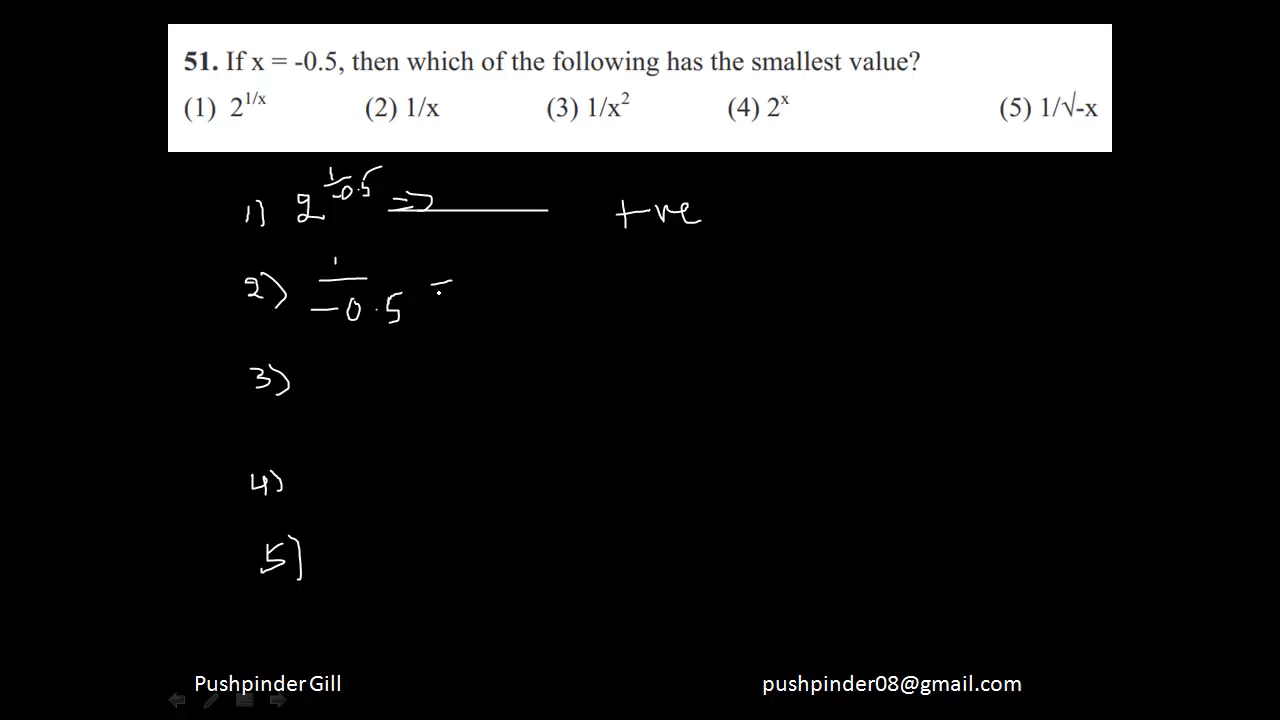 51. If x = -0.5, then which of the following has the smallest value?
(1) 2^{1/x} (2) 1/x (3) 1/x² (4) 2^x (5) 1/√-x
1) 2^{1/-0.5} => +ve
2) 1/-0.5 =
3)
4)
5)
Pushpinder Gill pushpinder08@gmail.com